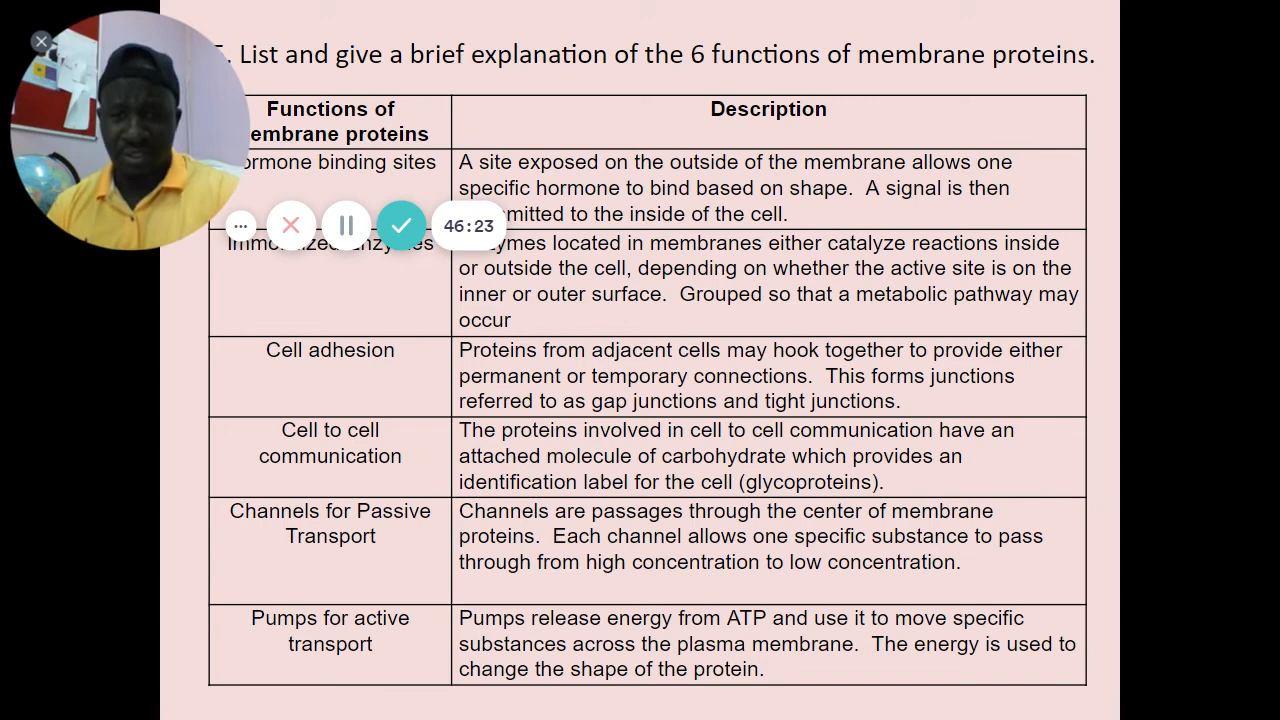 . List and give a brief explanation of the 6 functions of membrane proteins.
Functions of
embrane proteins
Description
ormone binding sites
A site exposed on the outside of the membrane allows one
specific hormone to bind based on shape.  A signal is then
mitted to the inside of the cell.
46:23
zymes located in membranes either catalyze reactions inside
or outside the cell, depending on whether the active site is on the
inner or outer surface.  Grouped so that a metabolic pathway may
occur
Cell adhesion
Proteins from adjacent cells may hook together to provide either
permanent or temporary connections.  This forms junctions
referred to as gap junctions and tight junctions.
Cell to cell
communication
The proteins involved in cell to cell communication have an
attached molecule of carbohydrate which provides an
identification label for the cell (glycoproteins).
Channels for Passive
Transport
Channels are passages through the center of membrane
proteins.  Each channel allows one specific substance to pass
through from high concentration to low concentration.
Pumps for active
transport
Pumps release energy from ATP and use it to move specific
substances across the plasma membrane.  The energy is used to
change the shape of the protein.